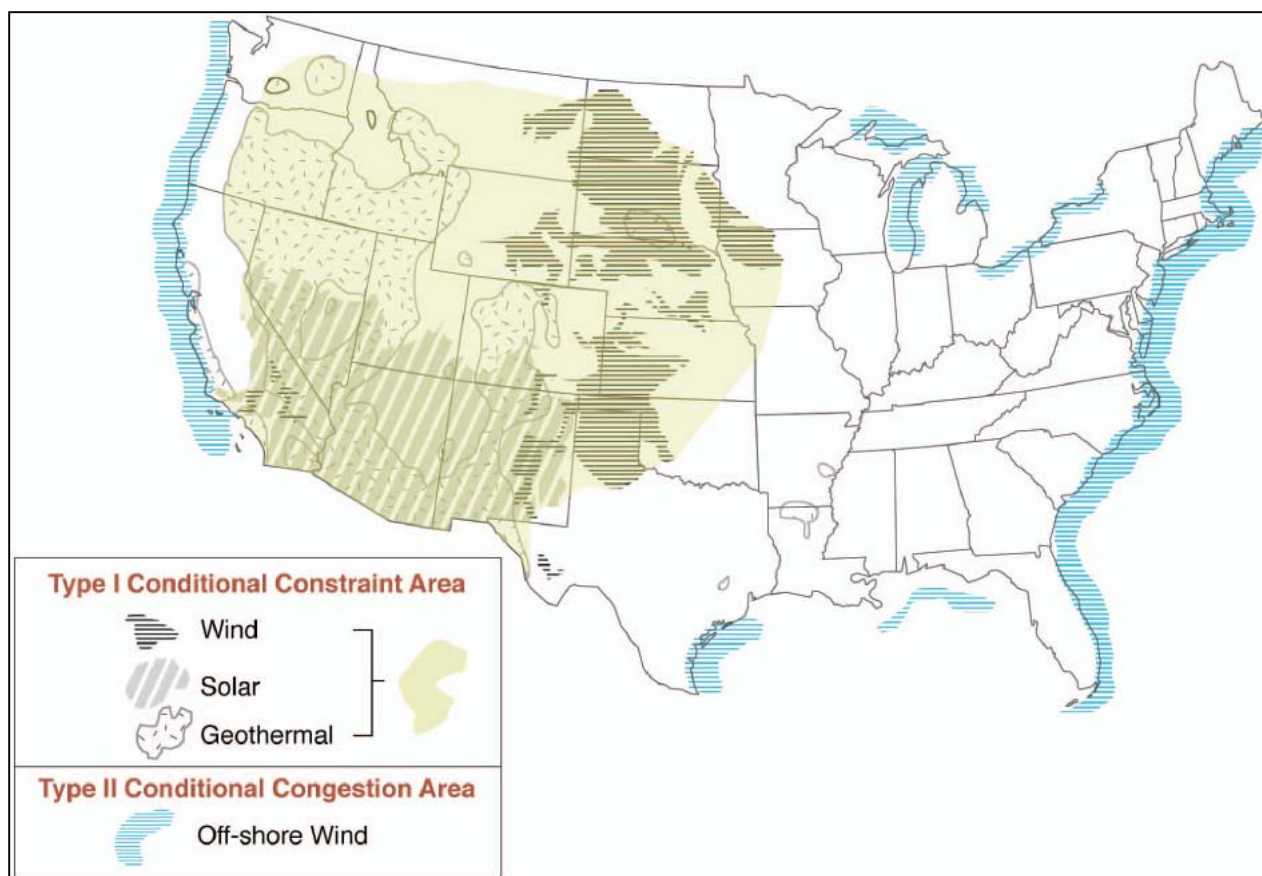 Type I Conditional Constraint Area
Wind
Solar
Geothermal
Type II Conditional Congestion Area
Off-shore Wind